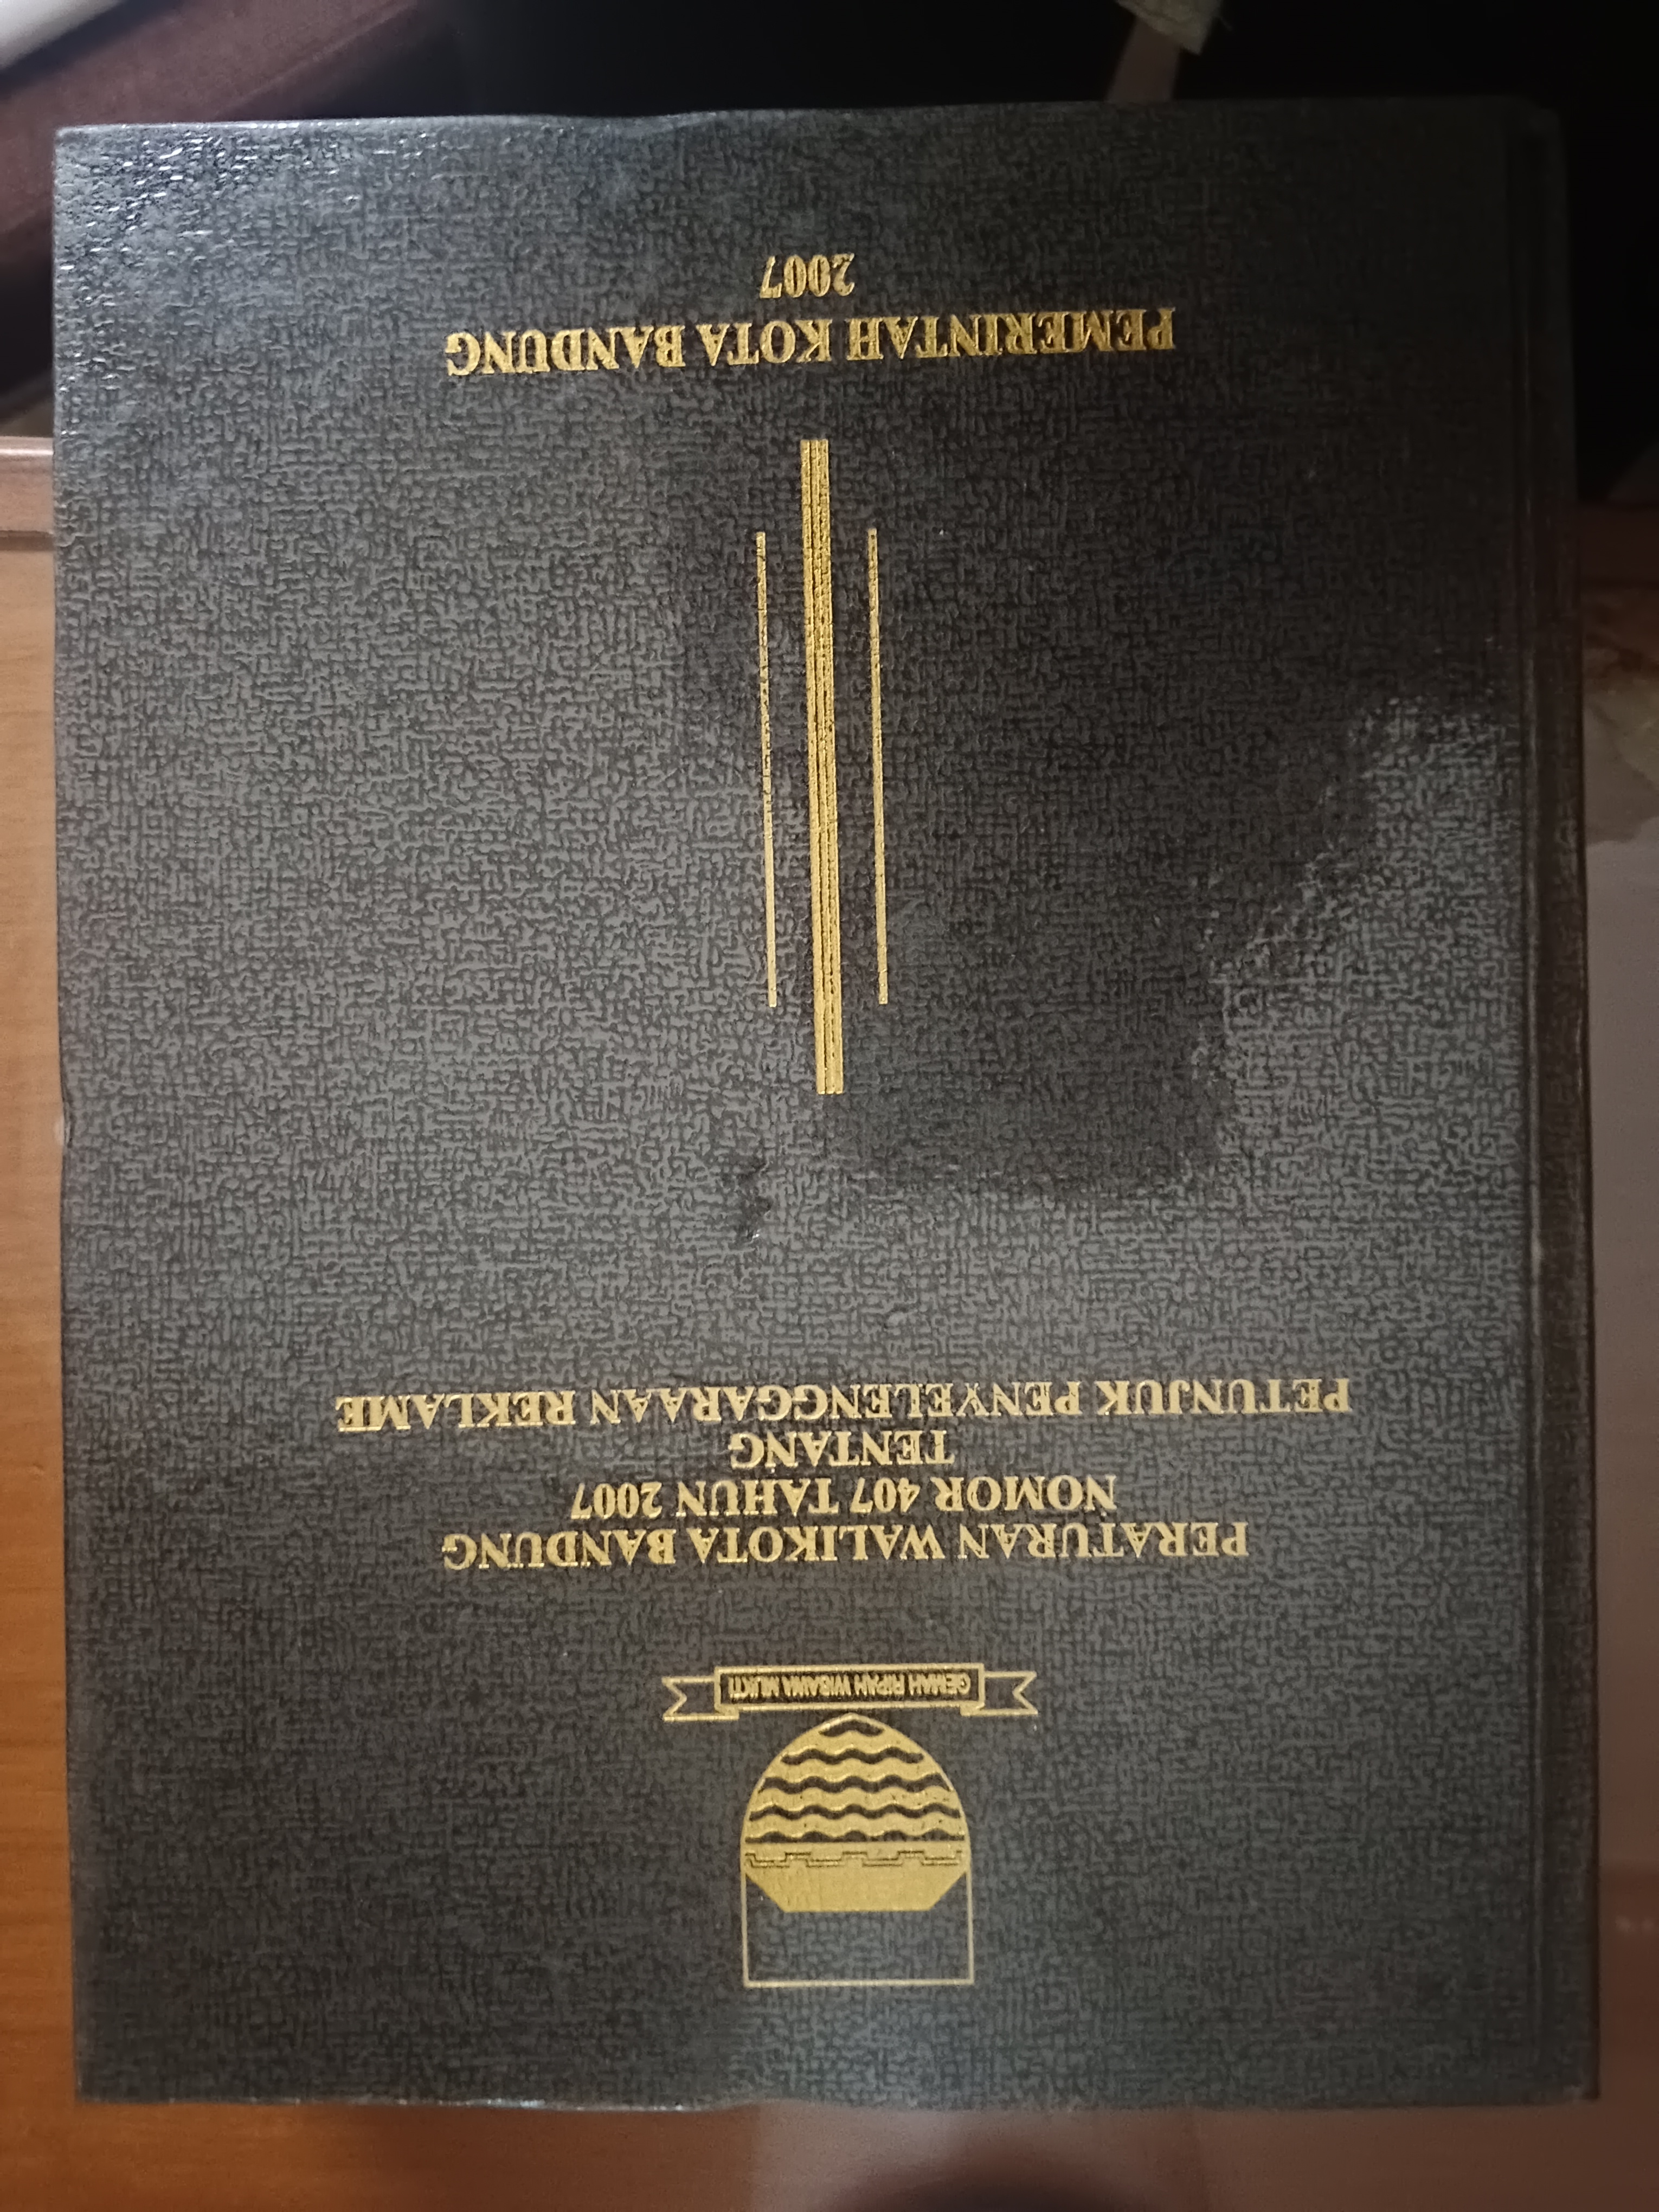 GEMAH RIPAH WIBAWA MUKTI
PERATURAN WALIKOTA BANDUNG
NOMOR 407 TAHUN 2007
TENTANG
PETUNJUK PENYELENGGARAAN REKLAME
PEMERINTAH KOTA BANDUNG
2007